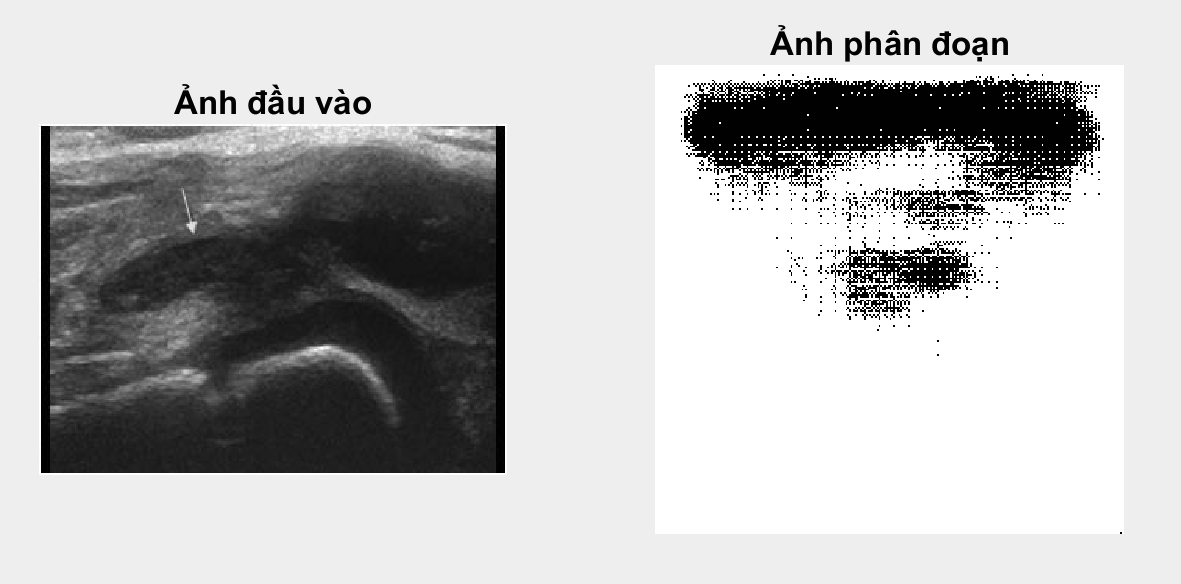 Ảnh đầu vào
Ảnh phân đoạn